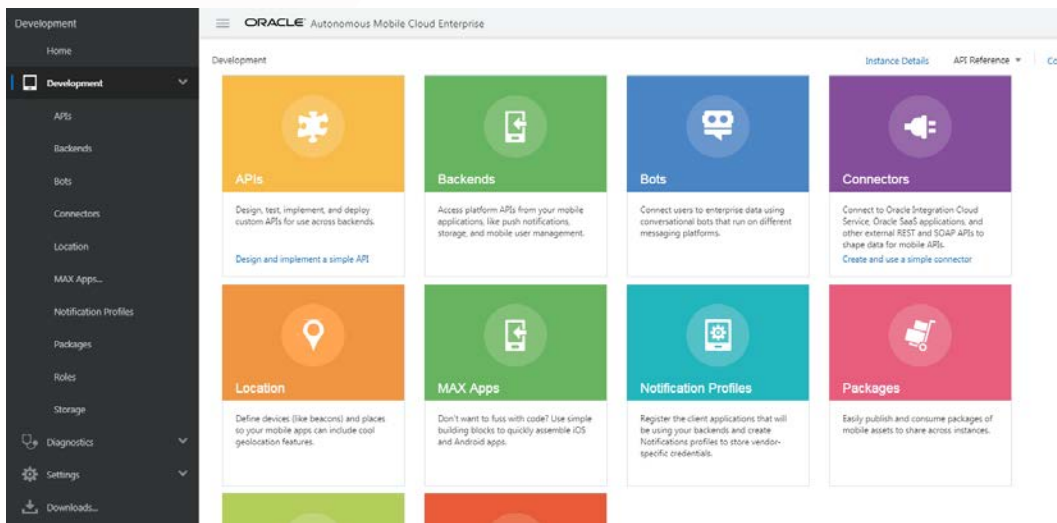 Development
Home
Development
APIs
Backends
Bots
Connectors
Location
MAX Apps...
Notification Profiles
Packages
Roles
Storage
Diagnostics
Settings
Downloads...
ORACLE Autonomous Mobile Cloud Enterprise
Development
Instance Details
API Reference
Co
APIs
Design, test, implement, and deploy
custom APIs for use across backends.
Design and implement a simple API
Backends
Access platform APIs from your mobile
applications, like push notifications,
storage, and mobile user management.
Bots
Connect users to enterprise data using
conversational bots that run on different
messaging platforms.
Connectors
Connect to Oracle Integration Cloud
Service, Oracle SaaS applications, and
other external REST and SOAP APIs to
shape data for mobile APIs.
Create and use a simple connector
Location
Define devices (like beacons) and places
so your mobile apps can include cool
geolocation features.
MAX Apps
Don't want to fuss with code? Use simple
building blocks to quickly assemble iOS
and Android apps.
Notification Profiles
Register the client applications that will
be using your backends and create
Notifications profiles to store vendor-
specific credentials.
Packages
Easily publish and consume packages of
mobile assets to share across instances.